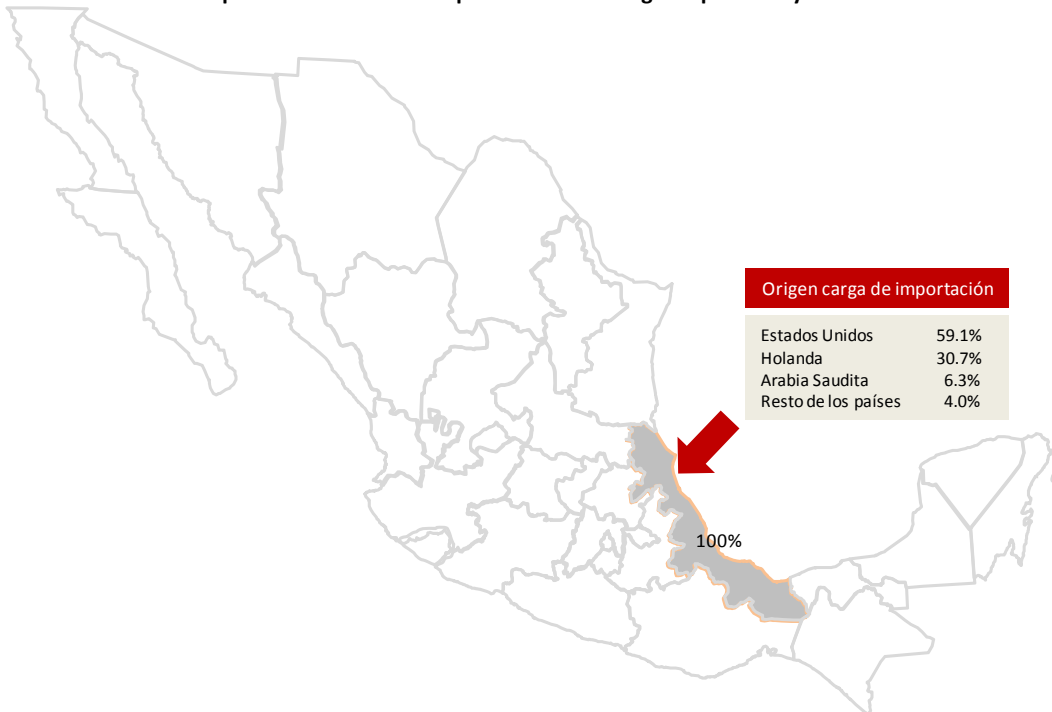 Origen carga de importación
Estados Unidos 59.1%
Holanda 30.7%
Arabia Saudita 6.3%
Resto de los países 4.0%
100%